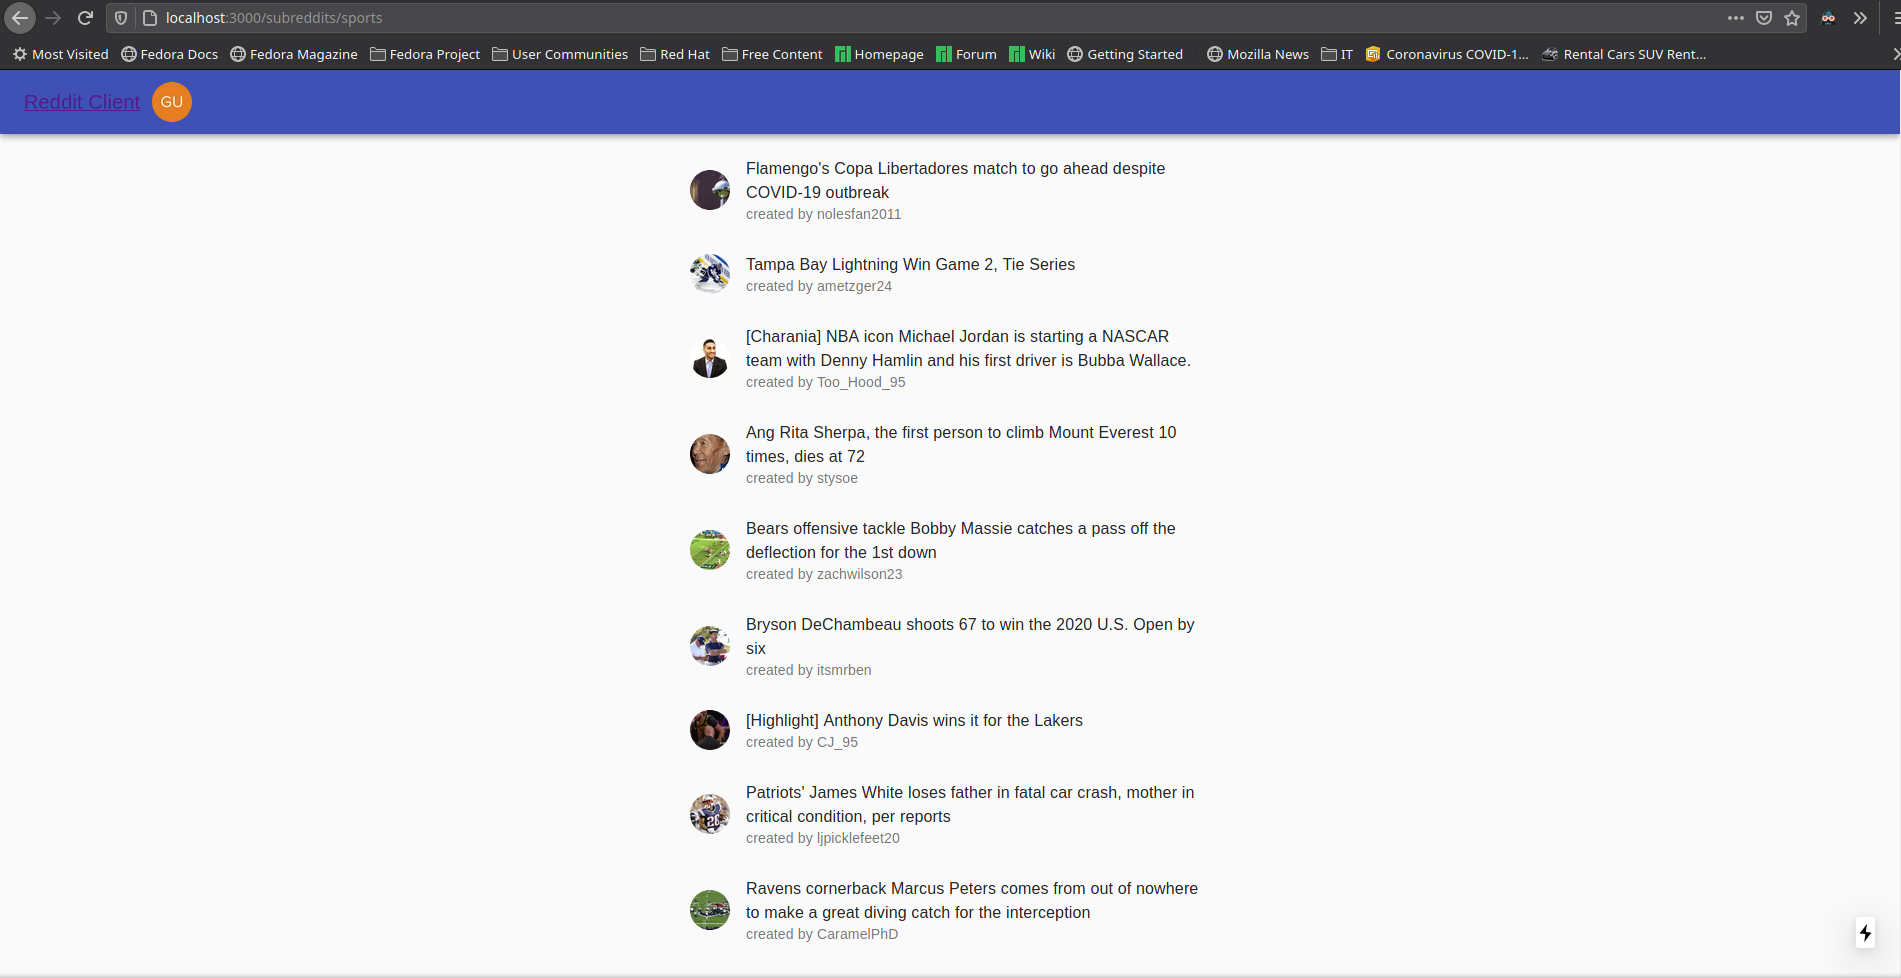 localhost:3000/subreddits/sports
Most Visited Fedora Docs Fedora Magazine Fedora Project User Communities Red Hat Free Content Homepage Forum Wiki Getting Started Mozilla News IT Coronavirus COVID-1... Rental Cars SUV Rent...
Reddit Client GU
Flamengo's Copa Libertadores match to go ahead despite
COVID-19 outbreak
created by nolesfan2011
Tampa Bay Lightning Win Game 2, Tie Series
created by ametzger24
[Charania] NBA icon Michael Jordan is starting a NASCAR
team with Denny Hamlin and his first driver is Bubba Wallace.
created by Too_Hood_95
Ang Rita Sherpa, the first person to climb Mount Everest 10
times, dies at 72
created by stysoe
Bears offensive tackle Bobby Massie catches a pass off the
deflection for the 1st down
created by zachwilson23
Bryson DeChambeau shoots 67 to win the 2020 U.S. Open by
six
created by itsmrben
[Highlight] Anthony Davis wins it for the Lakers
created by CJ_95
Patriots' James White loses father in fatal car crash, mother in
critical condition, per reports
created by ljpicklefeet20
Ravens cornerback Marcus Peters comes from out of nowhere
to make a great diving catch for the interception
created by CaramelPhD